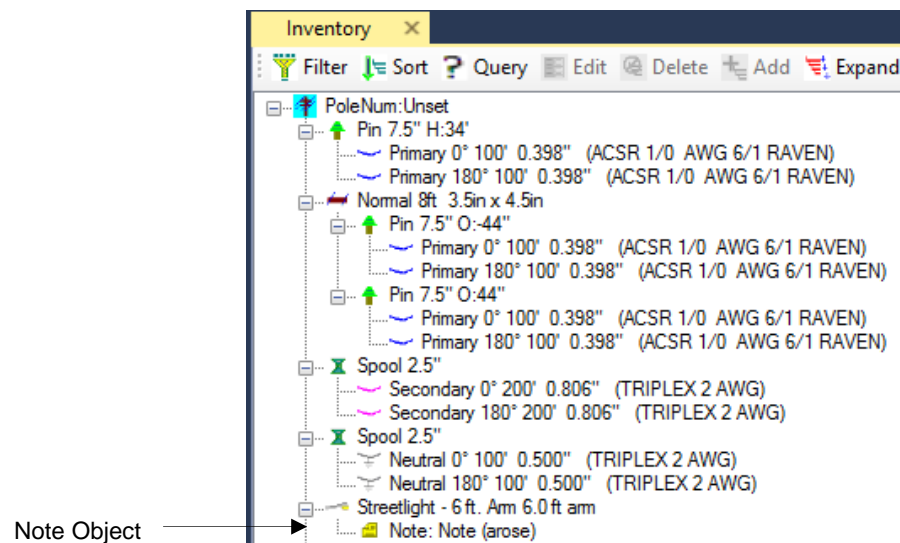 Inventory ×
Filter Sort ? Query Edit Delete Add Expand
PoleNum:Unset
Pin 7.5" H:34'
Primary 0° 100' 0.398" (ACSR 1/0 AWG 6/1 RAVEN)
Primary 180° 100' 0.398" (ACSR 1/0 AWG 6/1 RAVEN)
Normal 8ft 3.5in x 4.5in
Pin 7.5" O:-44"
Primary 0° 100' 0.398" (ACSR 1/0 AWG 6/1 RAVEN)
Primary 180° 100' 0.398" (ACSR 1/0 AWG 6/1 RAVEN)
Pin 7.5" O:44"
Primary 0° 100' 0.398" (ACSR 1/0 AWG 6/1 RAVEN)
Primary 180° 100' 0.398" (ACSR 1/0 AWG 6/1 RAVEN)
Spool 2.5"
Secondary 0° 200' 0.806" (TRIPLEX 2 AWG)
Secondary 180° 200' 0.806" (TRIPLEX 2 AWG)
Spool 2.5"
Neutral 0° 100' 0.500" (TRIPLEX 2 AWG)
Neutral 180° 100' 0.500" (TRIPLEX 2 AWG)
Streetlight - 6 ft. Arm 6.0 ft arm
Note Object
Note: Note (arose)